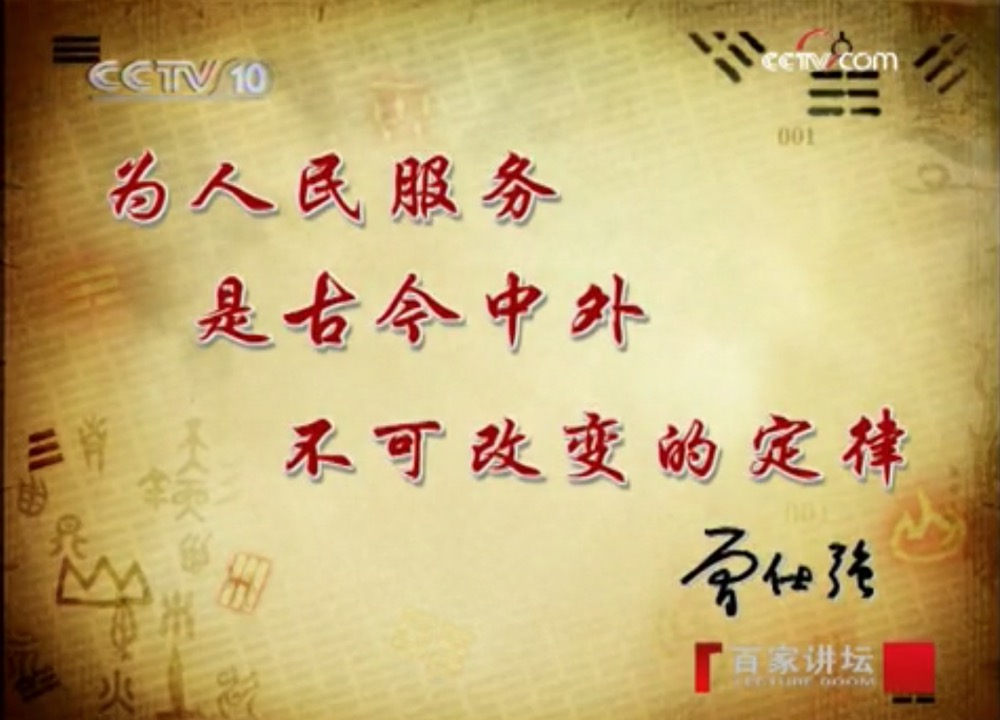 CCTV 10
CCTV.com
001
为人民服务
是古今中外
不可改变的定律
001
曾仕强
百家讲坛
LECTURE ROOM